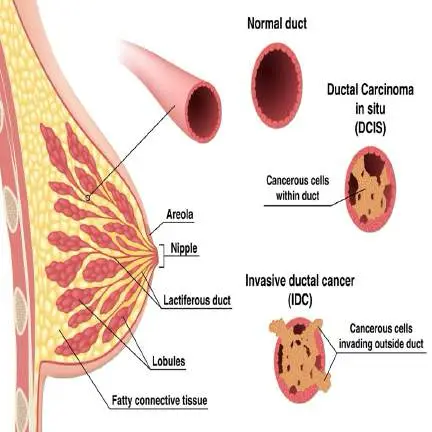 Normal duct
Ductal Carcinoma
in situ
(DCIS)
Cancerous cells
within duct
Areola
Nipple
Lactiferous duct
Lobules
Fatty connective tissue
Invasive ductal cancer
(IDC)
Cancerous cells
invading outside duct